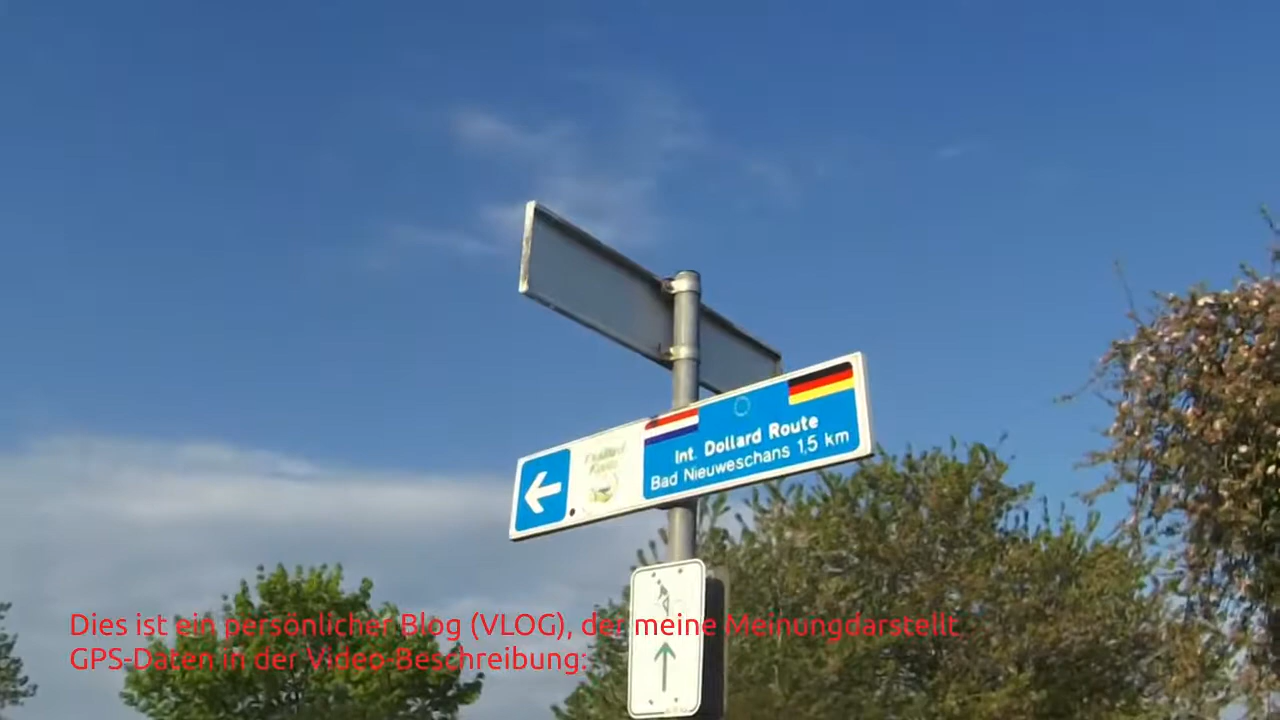 Int. Dollard Route
Bad Nieuweschans 1,5 km
Dies ist ein persönlicher Blog (VLOG), der meine Meinungdarstellt.
GPS-Daten in der Video-Beschreibung: